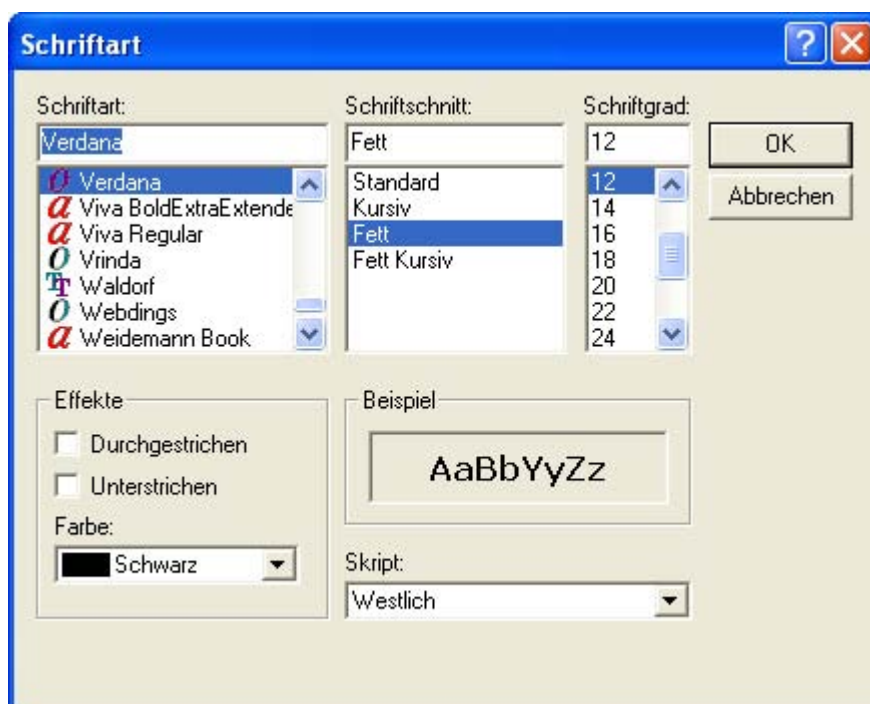 Schriftart
Schriftart:
Verdana
Verdana
Viva BoldExtraExtende
Viva Regular
Vrinda
Waldorf
Webdings
Weidemann Book
Schriftschnitt:
Fett
Standard
Kursiv
Fett
Fett Kursiv
Schriftgrad:
12
12
14
16
18
20
22
24
OK
Abbrechen
Effekte
Durchgestrichen
Unterstrichen
Farbe:
Schwarz
Beispiel
AaBbYyZz
Skript:
Westlich